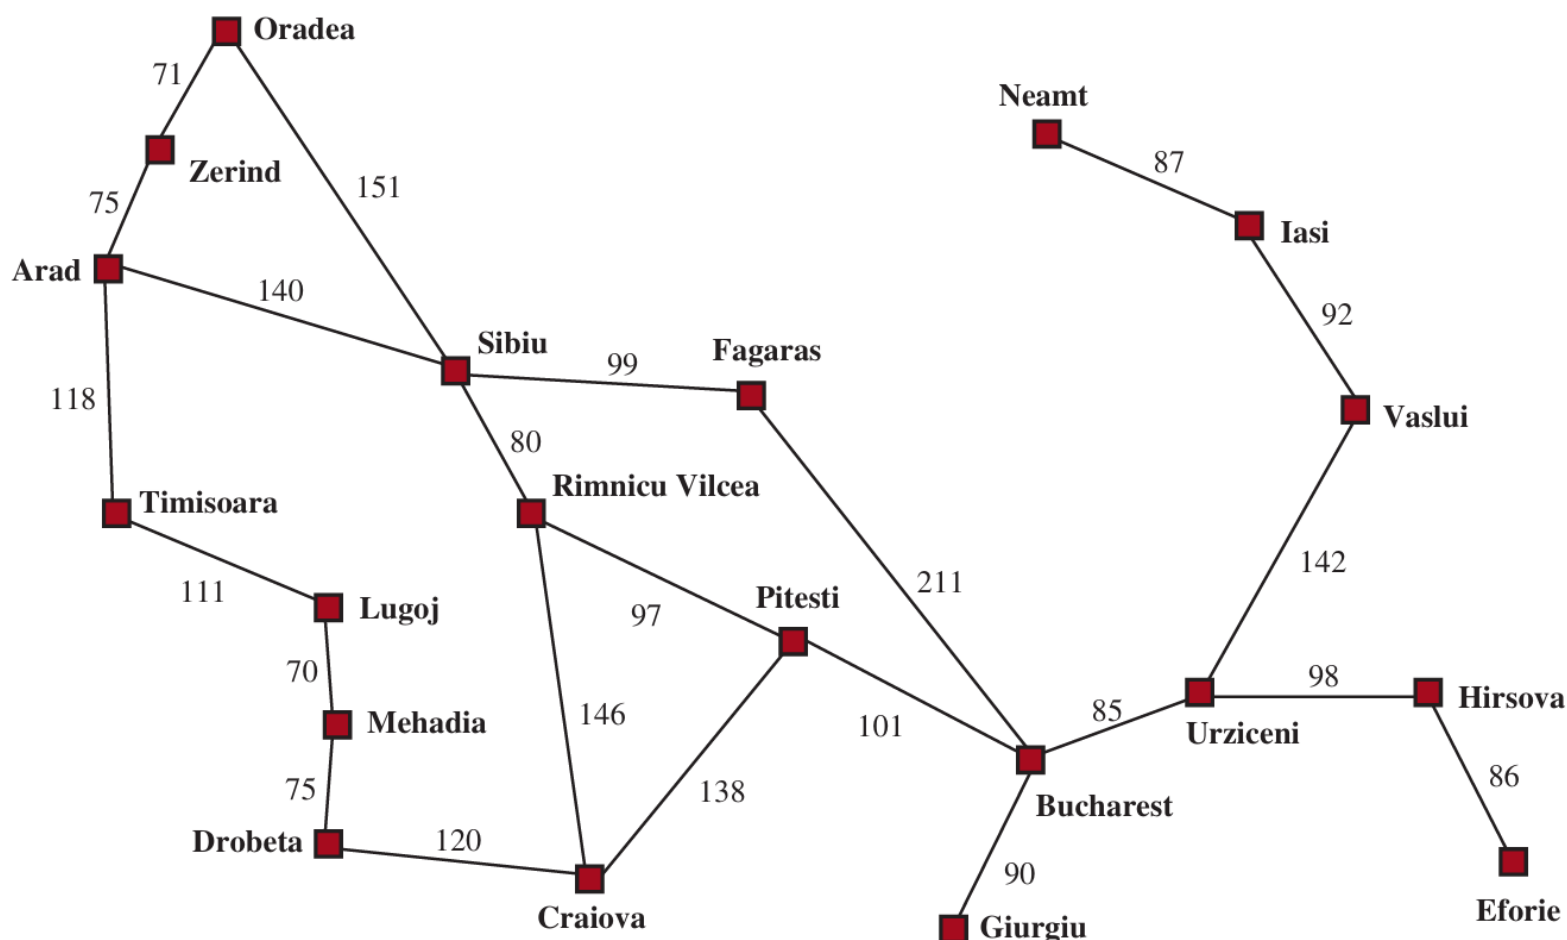 Oradea
71
Neamt
87
Zerind
151
75
Iasi
Arad
140
92
Sibiu
Fagaras
99
118
Vaslui
80
Rimnicu Vilcea
Timisoara
142
211
111
Pitesti
Lugoj
97
70
98
Hirsova
146
101
85
Mehadia
Urziceni
86
75
138
Bucharest
Drobeta
120
90
Craiova
Giurgiu
Eforie